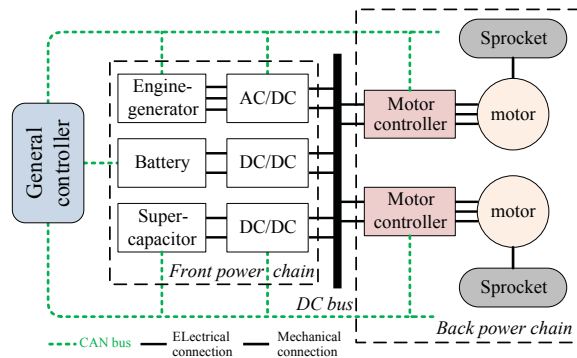 Sprocket
Engine-
generator
AC/DC
Motor
controller
motor
General
controller
Battery
DC/DC
Super-
capacitor
DC/DC
Motor
controller
motor
Front power chain
DC bus
Sprocket
Back power chain
CAN bus
ELectrical
connection
Mechanical
connection